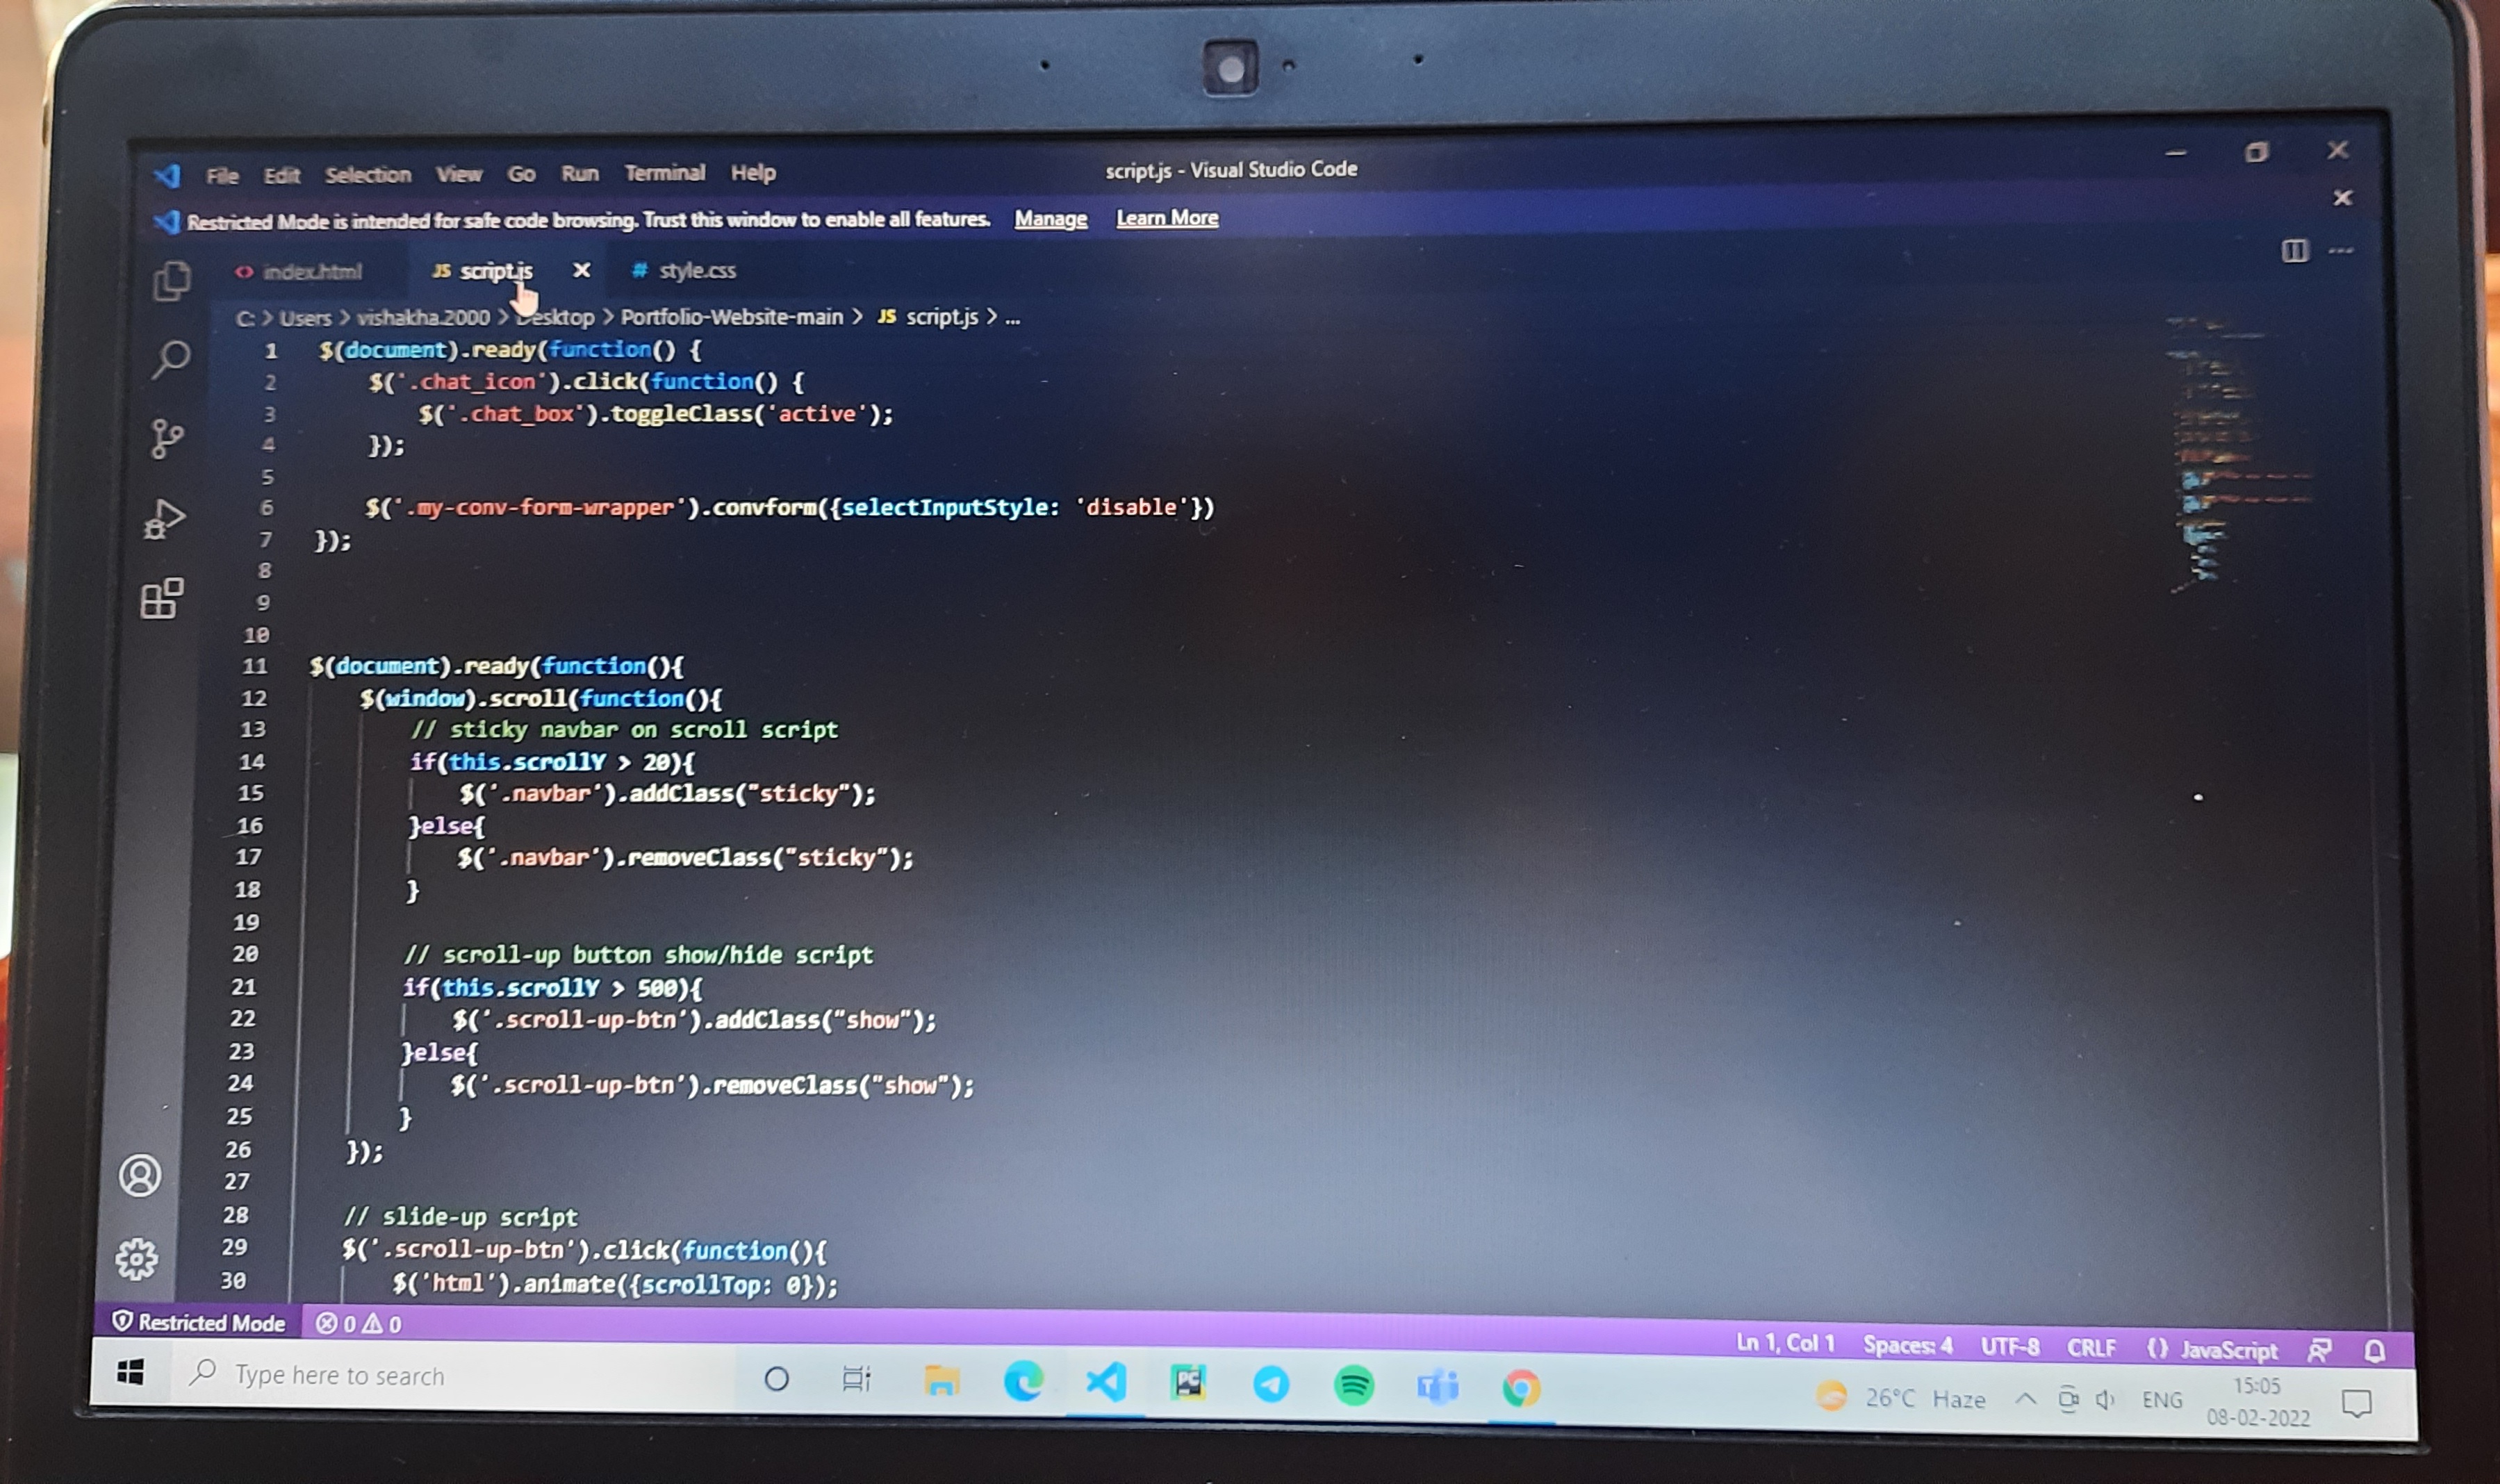 File Edit Selection View Go Run Terminal Help script.js - Visual Studio Code
Restricted Mode is intended for safe code browsing. Trust this window to enable all features. Manage Learn More
<> index.html JS script.js # style.css
C: > Users > vishakha.2000 > Desktop > Portfolio-Website-main > JS script.js > ...
1 $(document).ready(function() {
2 $('.chat_icon').click(function() {
3 $('.chat_box').toggleClass('active');
4 });
5
6 $('.my-conv-form-wrapper').convform({selectInputStyle: 'disable'})
7 });
8
9
10
11 $(document).ready(function(){
12 $(window).scroll(function(){
13 // sticky navbar on scroll script
14 if(this.scrollY > 20){
15 $('.navbar').addClass("sticky");
16 }else{
17 $('.navbar').removeClass("sticky");
18 }
19
20 // scroll-up button show/hide script
21 if(this.scrollY > 500){
22 $('.scroll-up-btn').addClass("show");
23 }else{
24 $('.scroll-up-btn').removeClass("show");
25 }
26 });
27
28 // slide-up script
29 $('.scroll-up-btn').click(function(){
30 $('html').animate({scrollTop: 0});
Restricted Mode 0 0 Ln 1, Col 1 Spaces: 4 UTF-8 CRLF {} JavaScript
Type here to search PC 26°C Haze ENG 15:05
08-02-2022